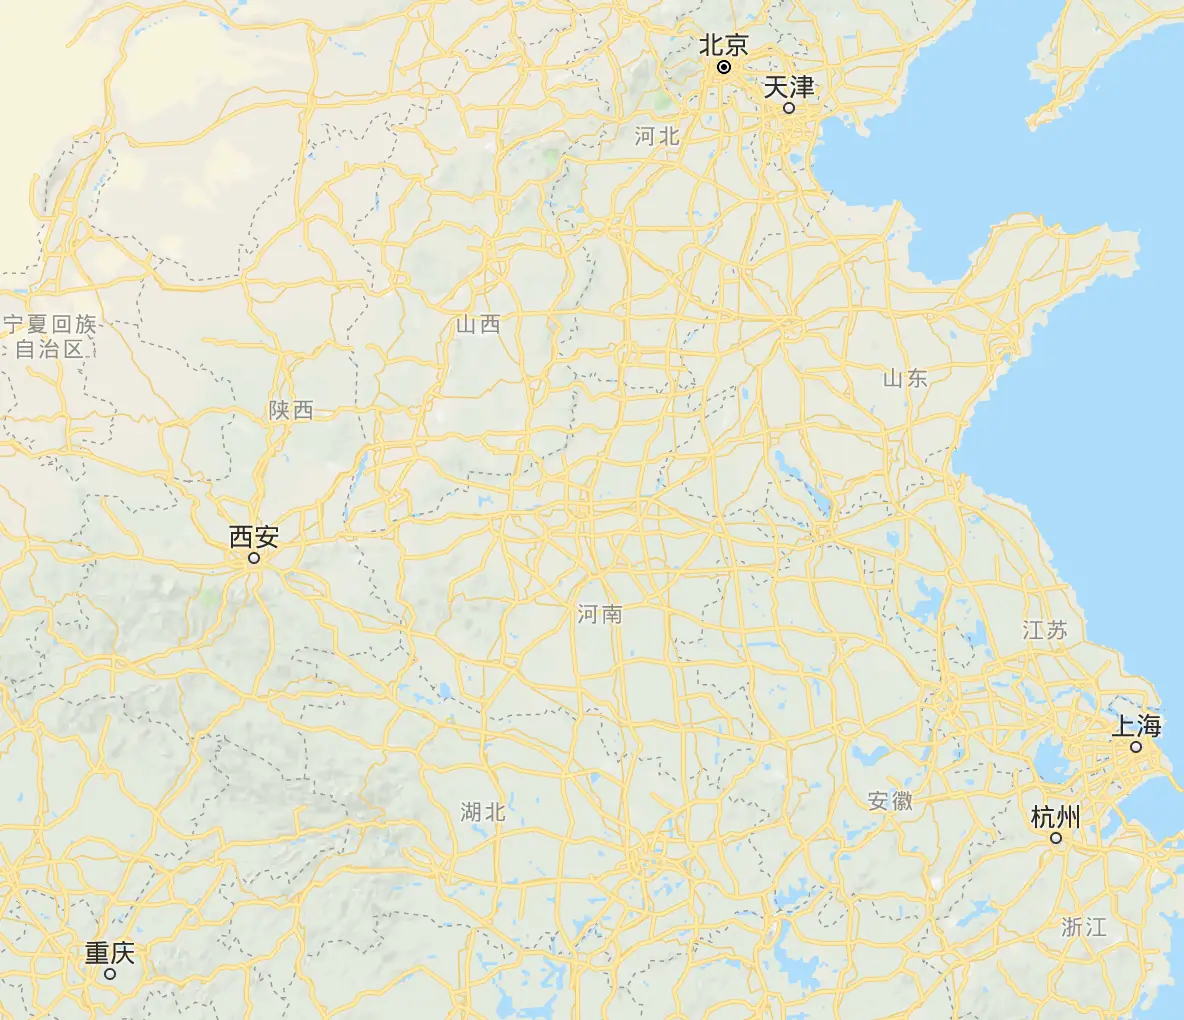 北京
天津
河北
宁夏回族
自治区
山西
山东
陕西
西安
河南
江苏
上海
安徽
湖北
杭州
浙江
重庆